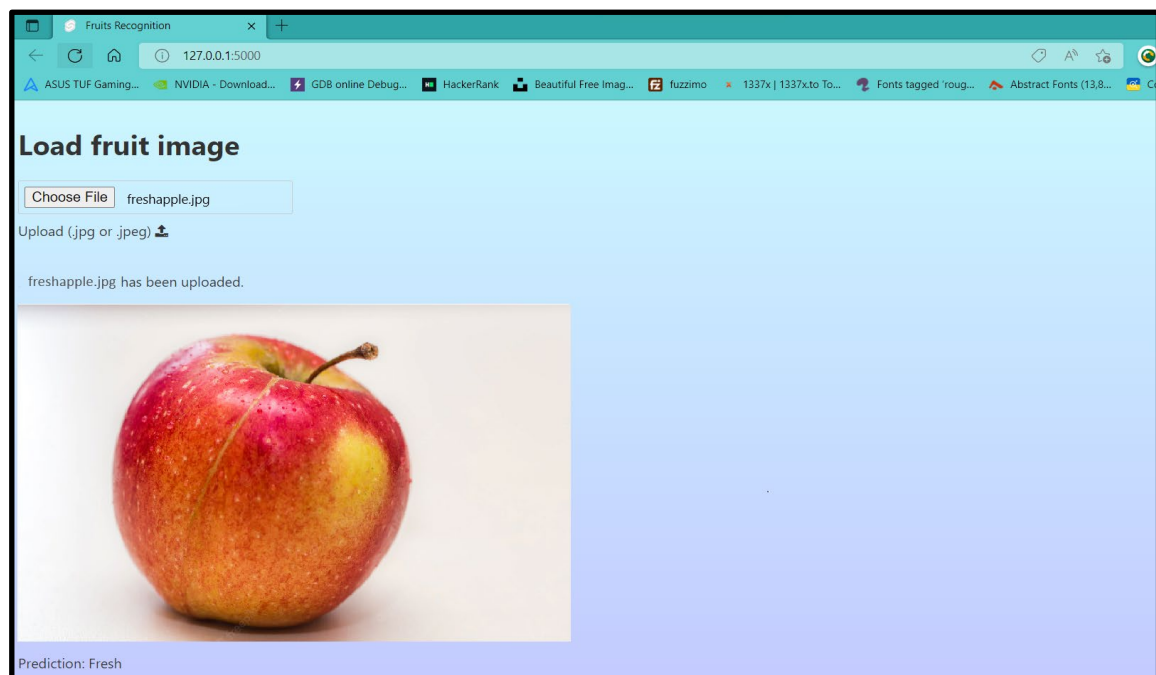 Fruits Recognition
127.0.0.1:5000
ASUS TUF Gaming... NVIDIA - Download... GDB online Debug... HackerRank Beautiful Free Imag... fuzzimo 1337x | 1337x.to To... Fonts tagged 'roug... Abstract Fonts (13,8...
Load fruit image
Choose File freshapple.jpg
Upload (.jpg or .jpeg)
freshapple.jpg has been uploaded.
Prediction: Fresh